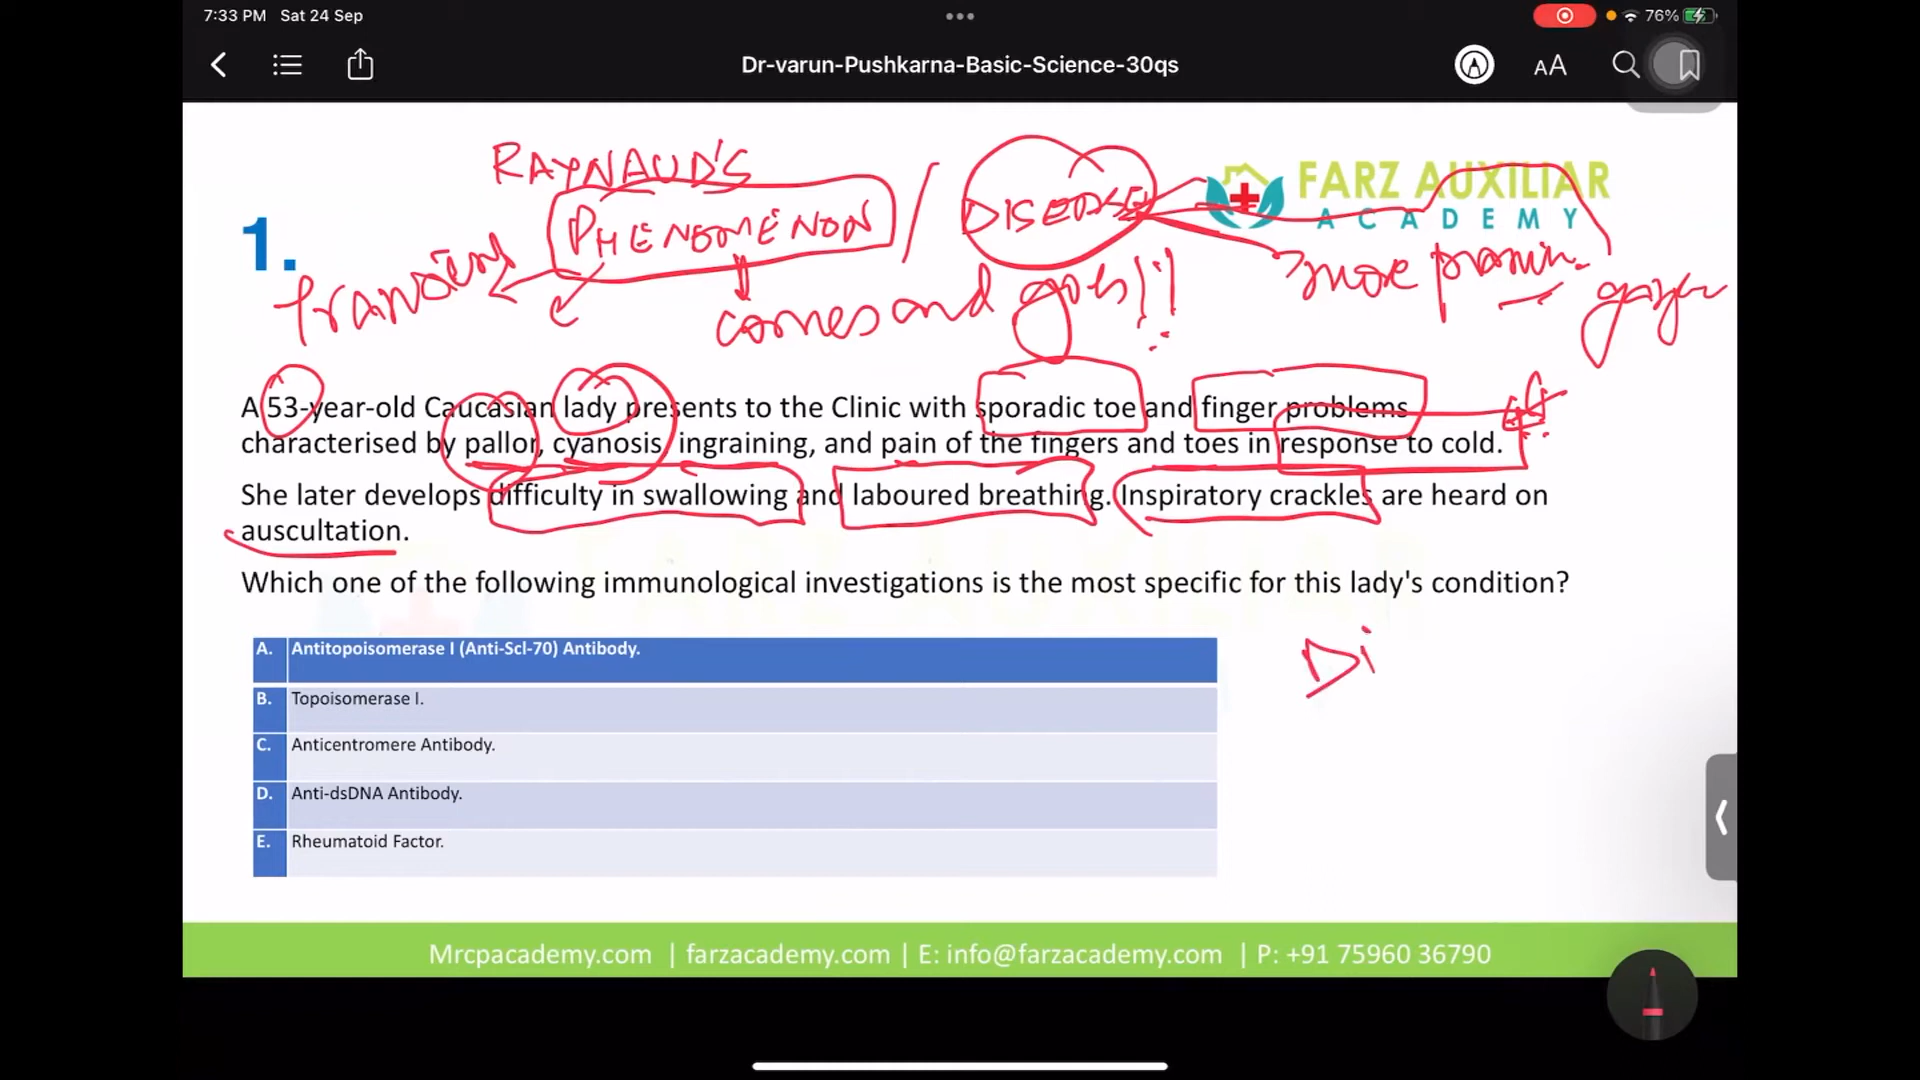 7:33 PM Sat 24 Sep
76%
Dr-varun-Pushkarna-Basic-Science-30qs
AA
RAYNAUD'S
PHENOMENON / DISEASE
FARZ AUXILIAR
ACADEMY
1.
comes and goes!!
more
A 53-year-old Caucasian lady presents to the Clinic with sporadic toe and finger problems
characterised by pallor, cyanosis, ingraining, and pain of the fingers and toes in response to cold.
She later develops difficulty in swallowing and laboured breathing. Inspiratory crackles are heard on
auscultation.
Which one of the following immunological investigations is the most specific for this lady's condition?
Di
A. Antitopoisomerase I (Anti-Scl-70) Antibody.
B. Topoisomerase I.
C. Anticentromere Antibody.
D. Anti-dsDNA Antibody.
E. Rheumatoid Factor.
Mrcpacademy.com | farzacademy.com | E: info@farzacademy.com | P: +91 75960 36790